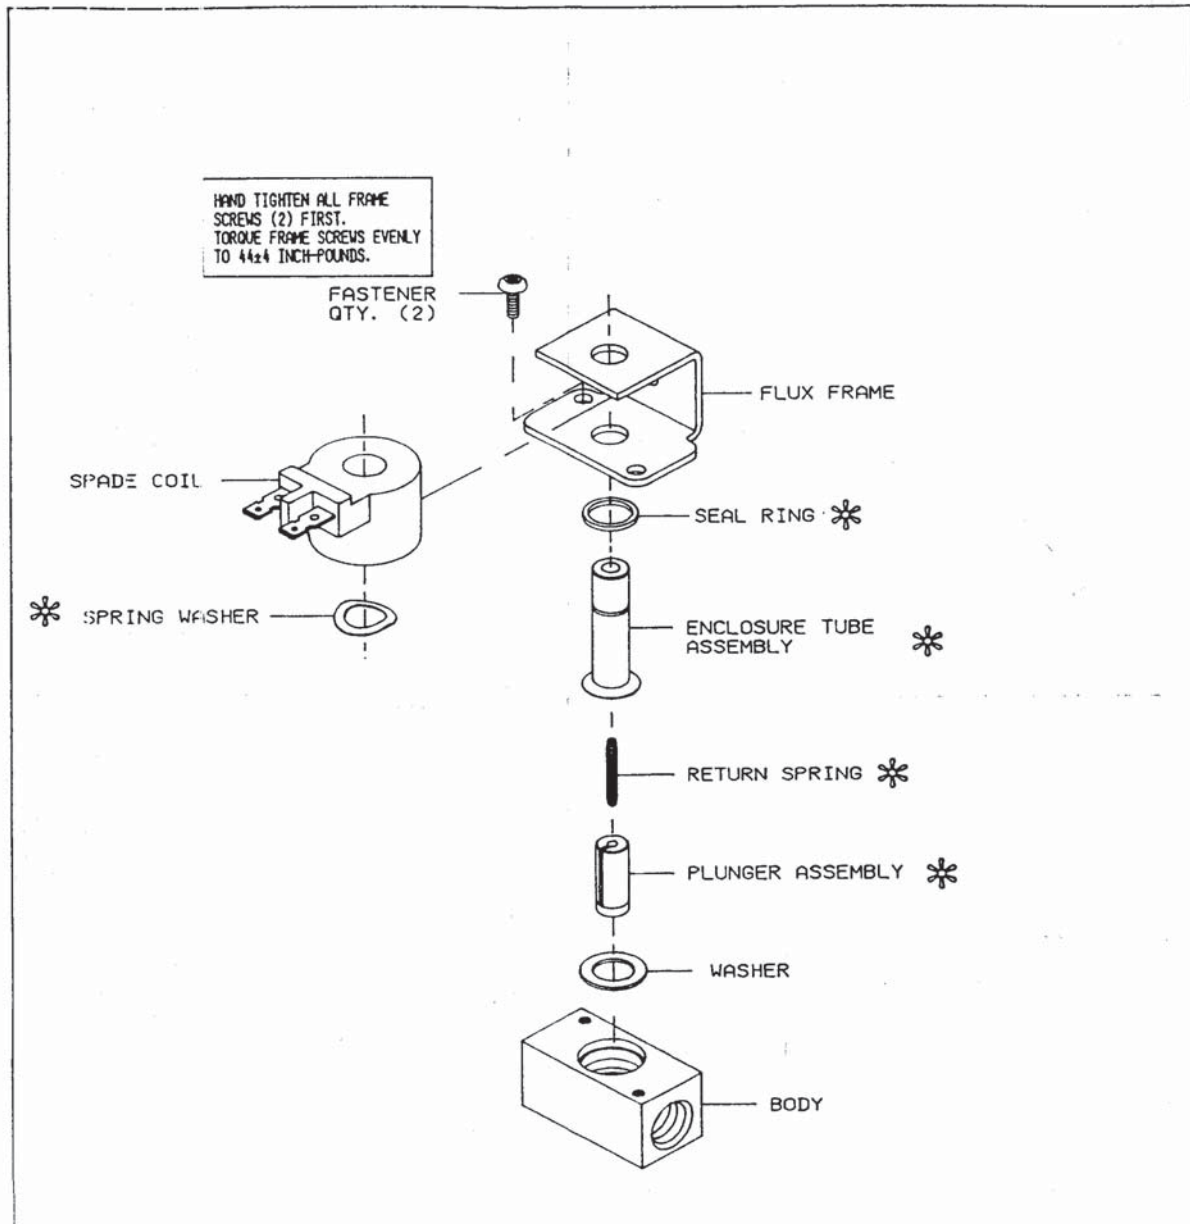 HAND TIGHTEN ALL FRAME
SCREWS (2) FIRST.
TORQUE FRAME SCREWS EVENLY
TO 44±4 INCH-POUNDS.
FASTENER
QTY. (2)
FLUX FRAME
SPADE COIL
SEAL RING *
* SPRING WASHER
ENCLOSURE TUBE
ASSEMBLY *
RETURN SPRING *
PLUNGER ASSEMBLY *
WASHER
BODY